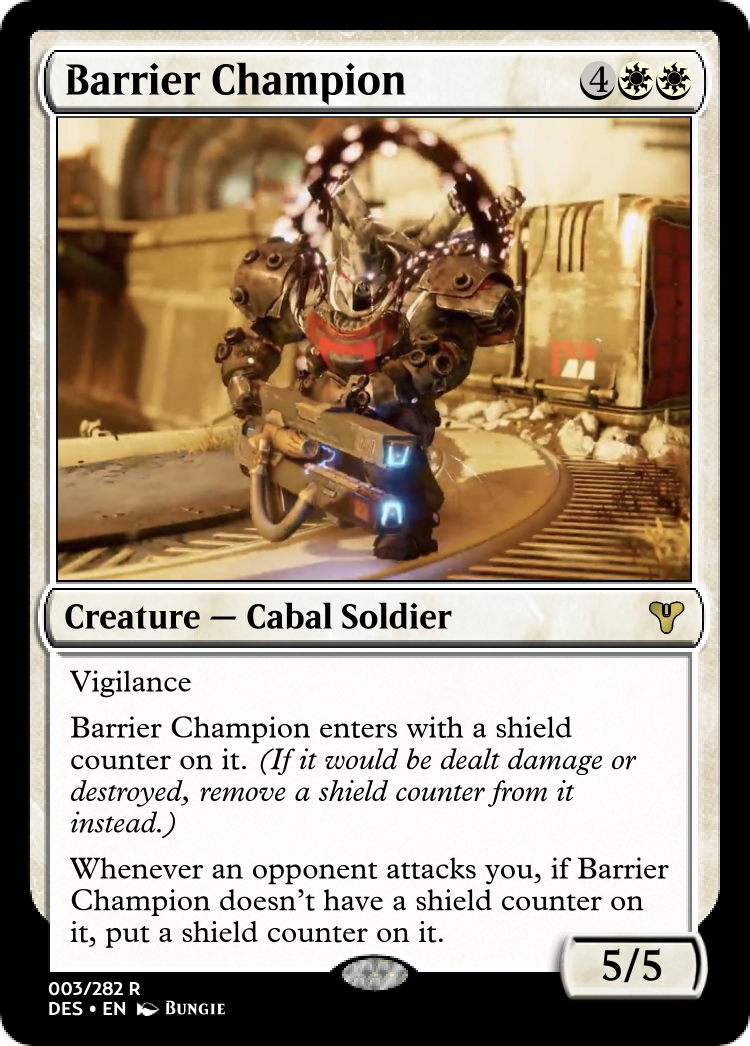 Barrier Champion 4
Creature — Cabal Soldier
Vigilance
Barrier Champion enters with a shield
counter on it. (If it would be dealt damage or
destroyed, remove a shield counter from it
instead.)
Whenever an opponent attacks you, if Barrier
Champion doesn't have a shield counter on
it, put a shield counter on it.
5/5
003/282 R
DES • EN BUNGIE